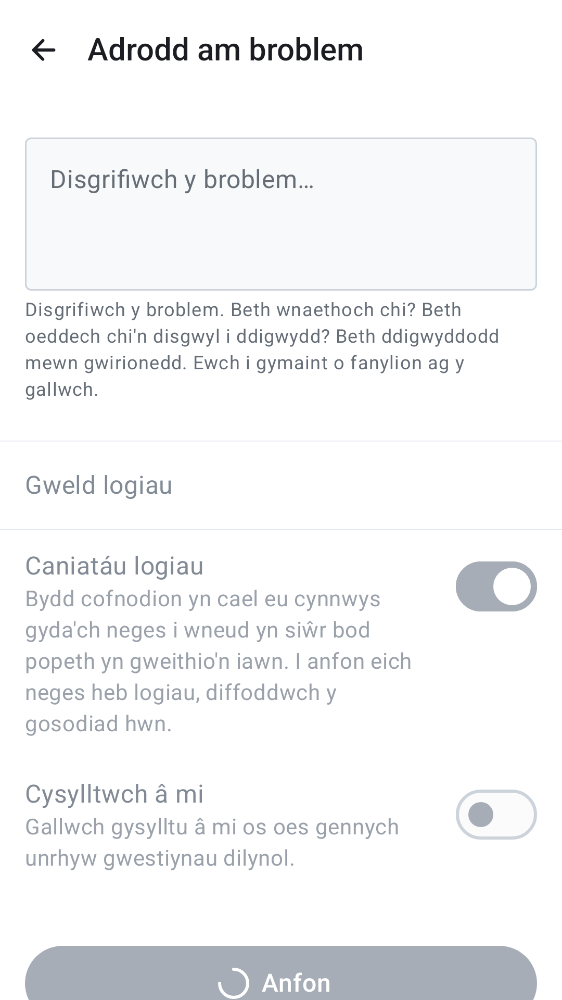 Adrodd am broblem
Disgrifiwch y broblem…
Disgrifiwch y broblem. Beth wnaethoch chi? Beth
oeddech chi'n disgwyl i ddigwydd? Beth ddigwyddodd
mewn gwirionedd. Ewch i gymaint o fanylion ag y
gallwch.
Gweld logiau
Caniatáu logiau
Bydd cofnodion yn cael eu cynnwys
gyda'ch neges i wneud yn siŵr bod
popeth yn gweithio'n iawn. I anfon eich
neges heb logiau, diffoddwch y
gosodiad hwn.
Cysylltwch â mi
Gallwch gysylltu â mi os oes gennych
unrhyw gwestiynau dilynol.
Anfon